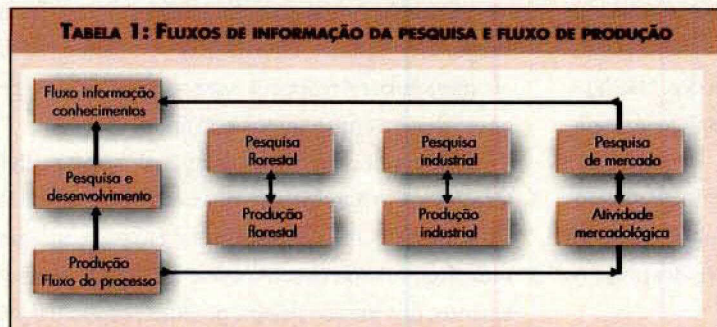 TABELA 1: FLUXOS DE INFORMAÇÃO DA PESQUISA E FLUXO DE PRODUÇÃO
Fluxo informação
conhecimentos
Pesquisa
florestal
Pesquisa
industrial
Pesquisa
de mercado
Pesquisa e
desenvolvimento
Produção
florestal
Produção
industrial
Atividade
mercadológica
Produção
Fluxo do processo